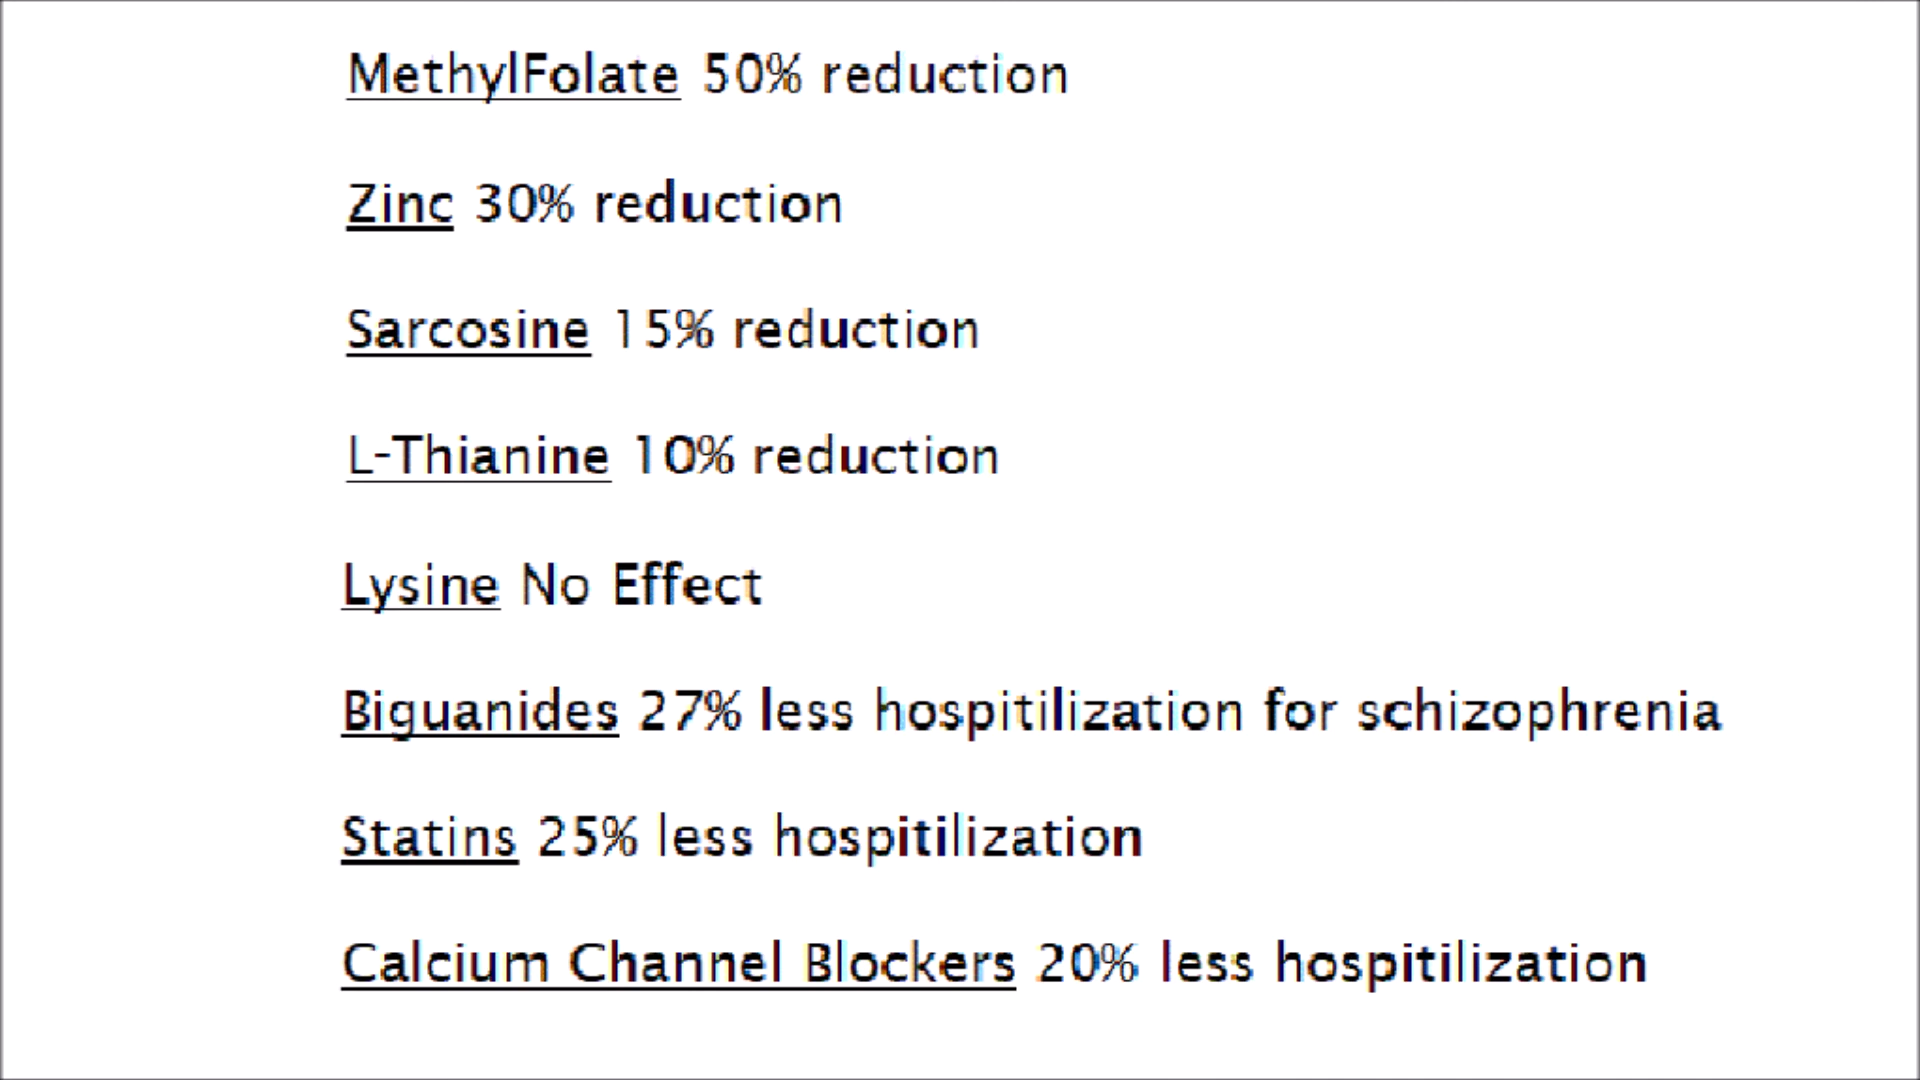 MethylFolate 50% reduction
Zinc 30% reduction
Sarcosine 15% reduction
L-Thianine 10% reduction
Lysine No Effect
Biguanides 27% less hospitilization for schizophrenia
Statins 25% less hospitilization
Calcium Channel Blockers 20% less hospitilization